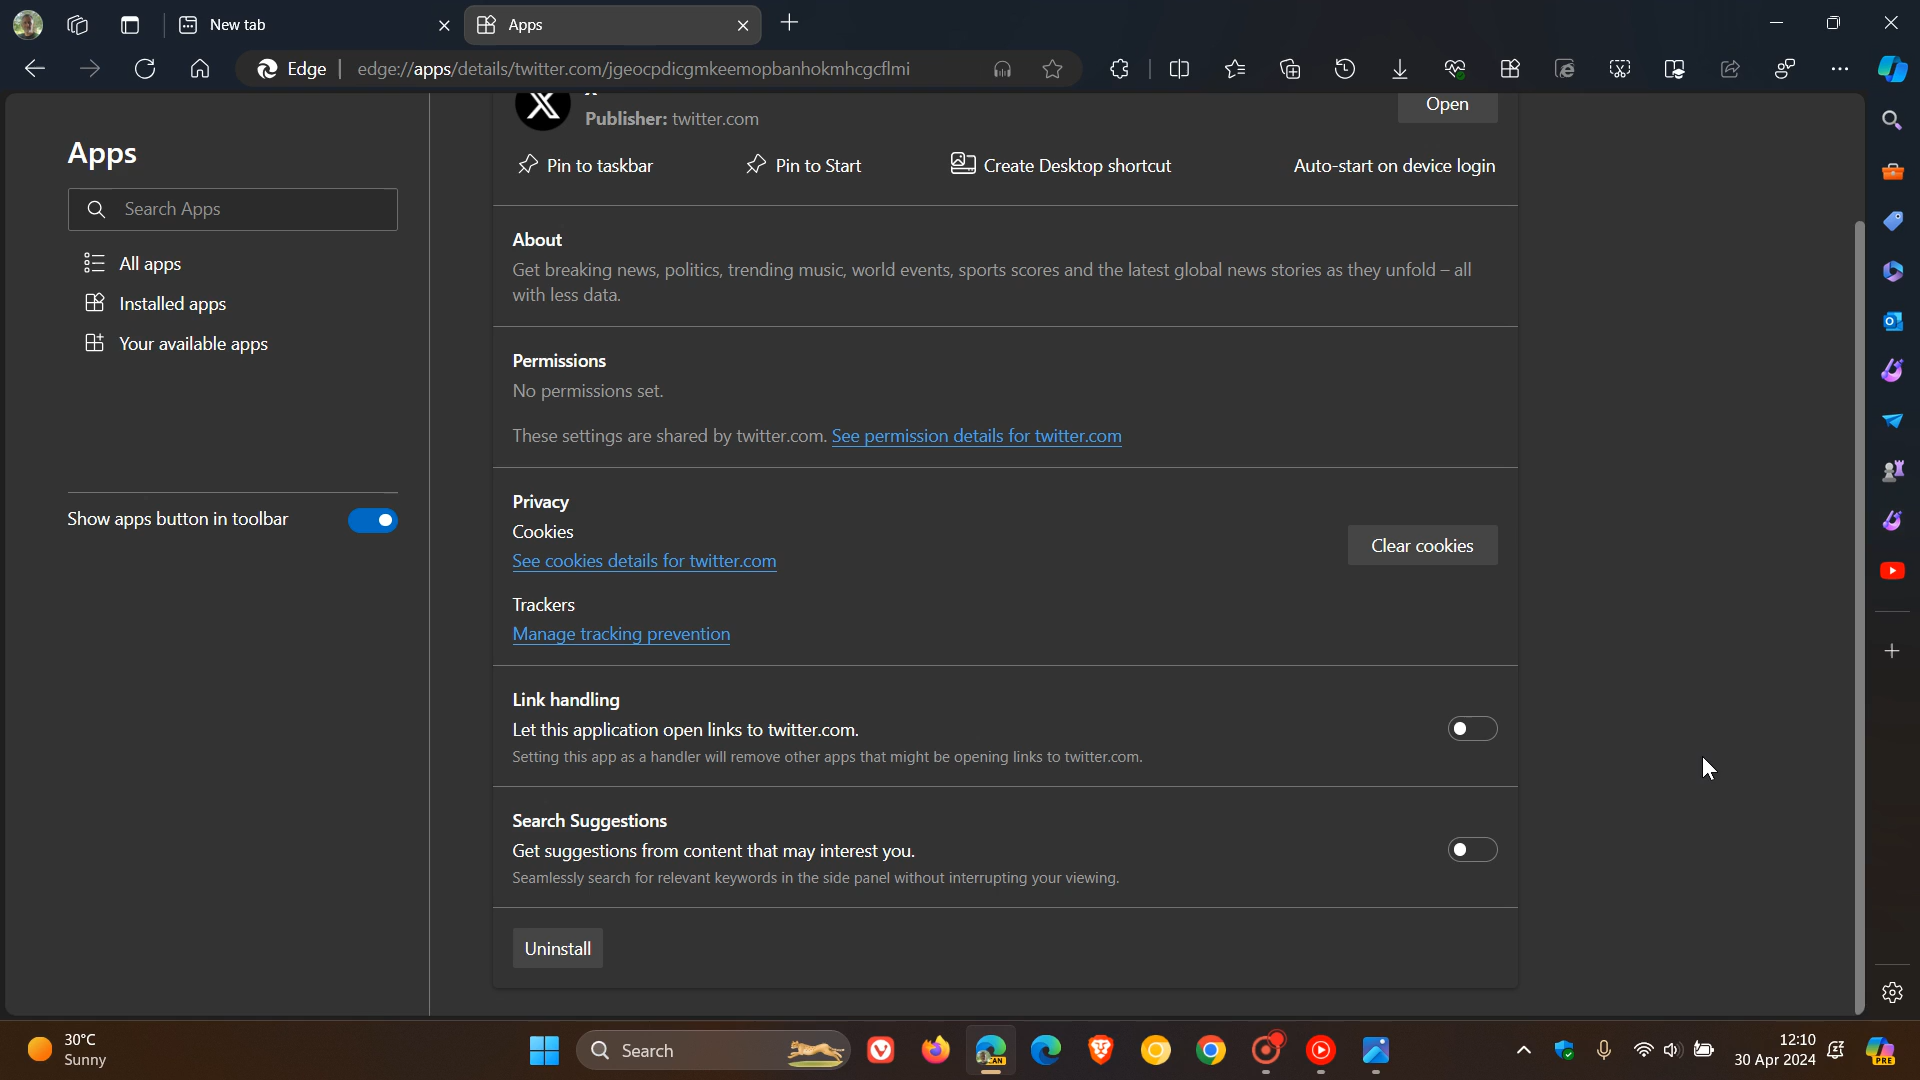 New tab
Apps
Edge
edge://apps/details/twitter.com/jgeocpdicgmkeemopbanhokmhcgcflmi
Apps
Search Apps
All apps
Installed apps
Your available apps
Show apps button in toolbar
Publisher: twitter.com
Open
Pin to taskbar
Pin to Start
Create Desktop shortcut
Auto-start on device login
About
Get breaking news, politics, trending music, world events, sports scores and the latest global news stories as they unfold – all
with less data.
Permissions
No permissions set.
These settings are shared by twitter.com. See permission details for twitter.com
Privacy
Cookies
See cookies details for twitter.com
Clear cookies
Trackers
Manage tracking prevention
Link handling
Let this application open links to twitter.com.
Setting this app as a handler will remove other apps that might be opening links to twitter.com.
Search Suggestions
Get suggestions from content that may interest you.
Seamlessly search for relevant keywords in the side panel without interrupting your viewing.
Uninstall
30°C
Sunny
Search
CAN
12:10
30 Apr 2024
PRE